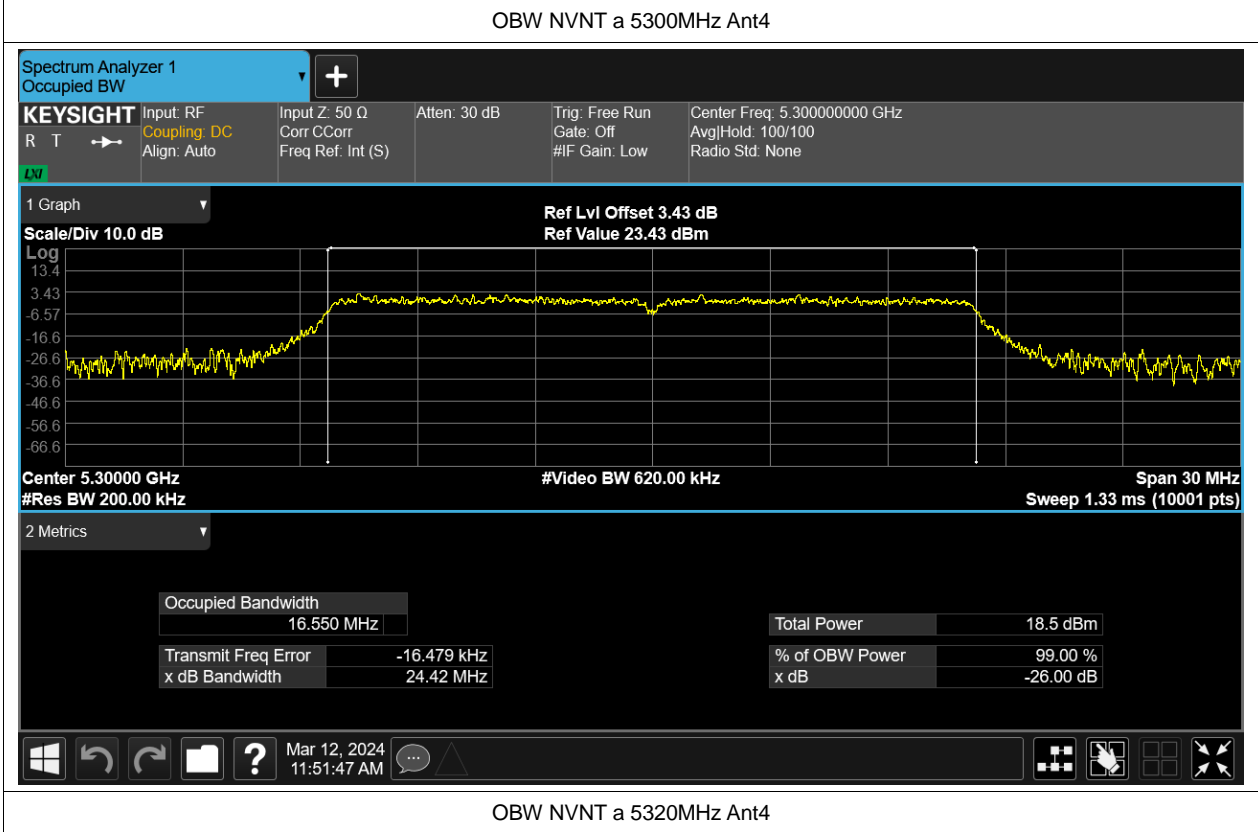 OBW NVNT a 5300MHz Ant4
Spectrum Analyzer 1
Occupied BW
KEYSIGHT
R T
LXI
Input: RF
Coupling: DC
Align: Auto
Input Z: 50 Ω
Corr CCorr
Freq Ref: Int (S)
Atten: 30 dB
Trig: Free Run
Gate: Off
#IF Gain: Low
Center Freq: 5.300000000 GHz
Avg|Hold: 100/100
Radio Std: None
1 Graph
Scale/Div 10.0 dB
Ref Lvl Offset 3.43 dB
Ref Value 23.43 dBm
Log
13.4
3.43
-6.57
-16.6
-26.6
-36.6
-46.6
-56.6
-66.6
Center 5.30000 GHz
#Res BW 200.00 kHz
#Video BW 620.00 kHz
Span 30 MHz
Sweep 1.33 ms (10001 pts)
2 Metrics
Occupied Bandwidth
16.550 MHz
Transmit Freq Error -16.479 kHz
x dB Bandwidth 24.42 MHz
Total Power 18.5 dBm
% of OBW Power 99.00 %
x dB -26.00 dB
?
Mar 12, 2024
11:51:47 AM
OBW NVNT a 5320MHz Ant4